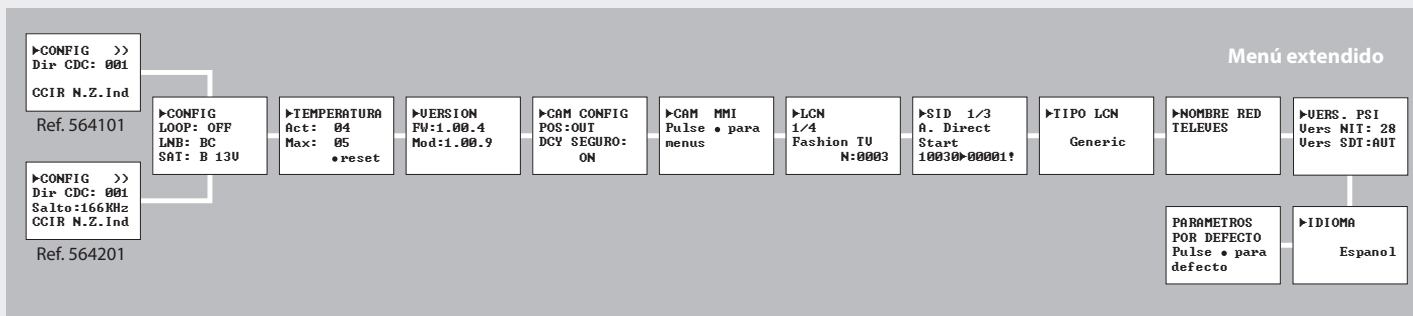 Menú extendido
►CONFIG >>
Dir CDC: 001
CCIR N.Z.Ind
Ref. 564101
►CONFIG >>
Dir CDC: 001
Salto:166KHz
CCIR N.Z.Ind
Ref. 564201
►CONFIG
LOOP: OFF
LNB: BC
SAT: B 13V
►TEMPERATURA
Act: 04
Max: 05
●reset
►VERSION
FW:1.00.4
Mod:1.00.9
►CAM CONFIG
POS:OUT
DCY SEGURO:
ON
►CAM MMI
Pulse ● para
menus
►LCN
1/4
Fashion TV
N:0003
►SID 1/3
A. Direct
Start
10030►00001!
►TIPO LCN
Generic
►NOMBRE RED
TELEVES
►VERS. PSI
Vers NIT: 28
Vers SDT:AUT
►IDIOMA
Espanol
PARAMETROS
POR DEFECTO
Pulse ● para
defecto